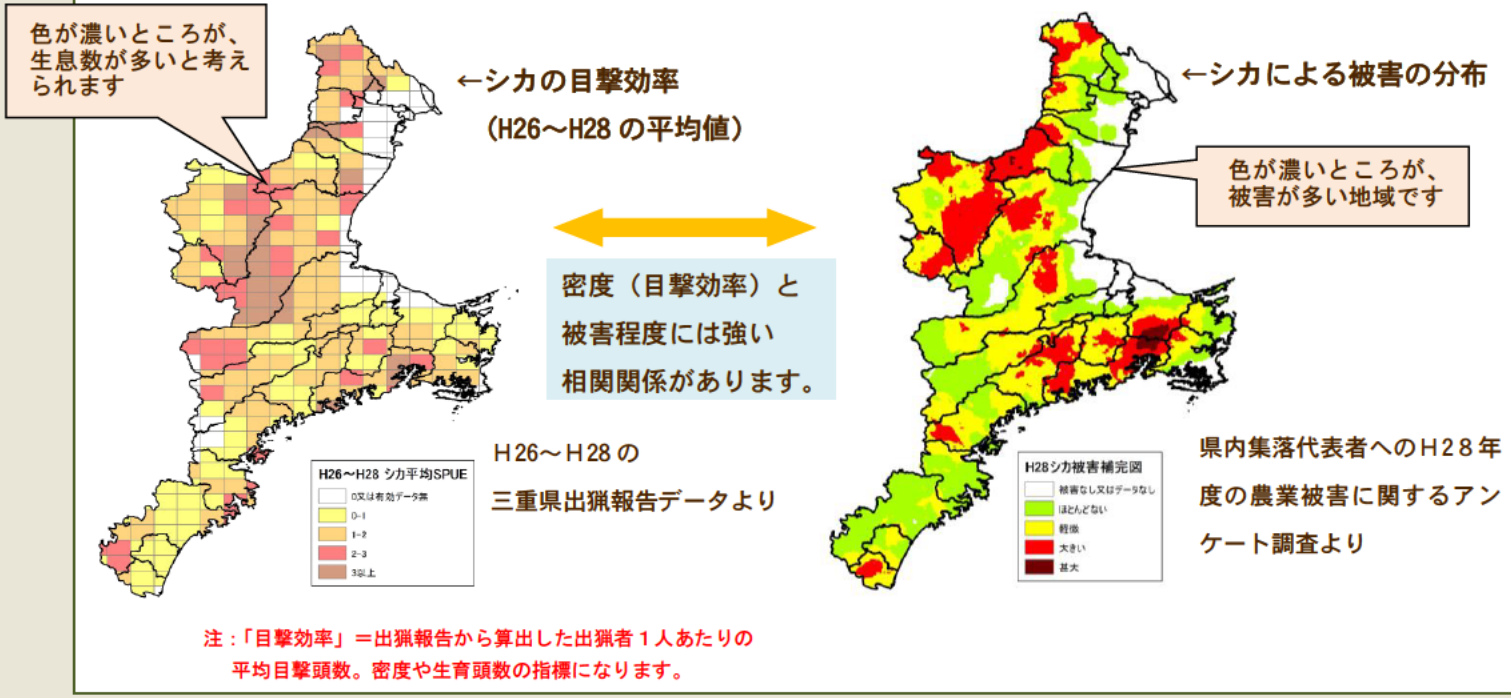 色が濃いところが、
生息数が多いと考え
られます
←シカの目撃効率
(H26～H28 の平均値)
←シカによる被害の分布
色が濃いところが、
被害が多い地域です
密度（目撃効率）と
被害程度には強い
相関関係があります。
H26～H28 シカ平均SPUE
0又は有効データ無
0-1
1-2
2-3
3以上
H26～H28 の
三重県出猟報告データより
H28シカ被害補完図
被害なし又はデータなし
ほとんどない
軽微
大きい
甚大
県内集落代表者へのH28年
度の農業被害に関するアン
ケート調査より
注：「目撃効率」＝出猟報告から算出した出猟者１人あたりの
平均目撃頭数。密度や生育頭数の指標になります。